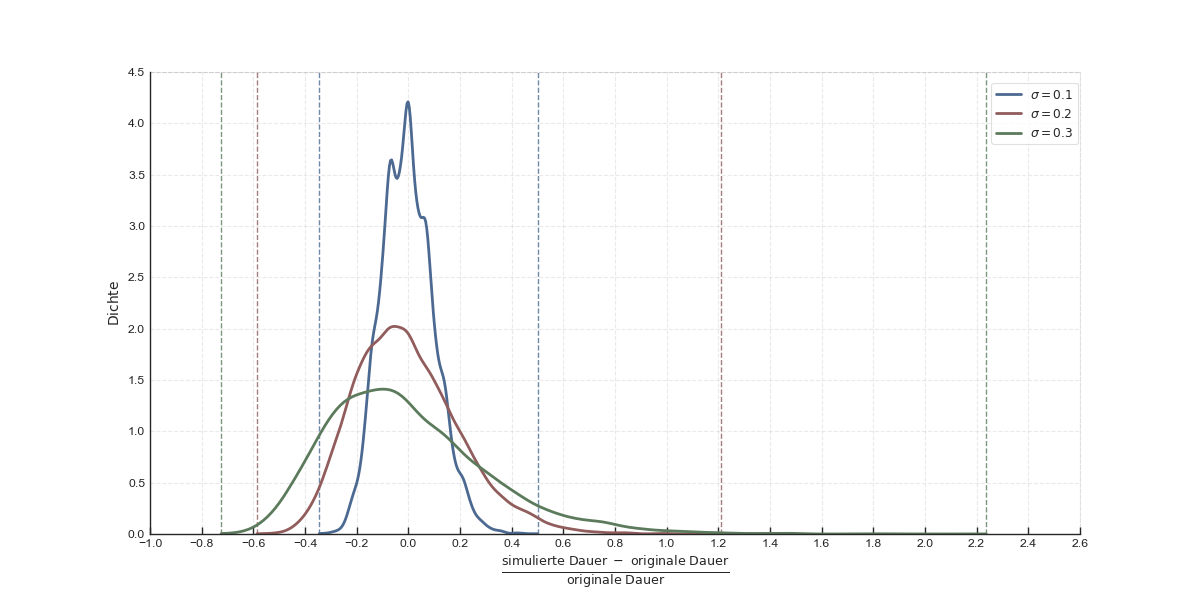 4.5
4.0
3.5
3.0
2.5
2.0
1.5
1.0
0.5
0.0
Dichte
σ = 0.1
σ = 0.2
σ = 0.3
−1.0 −0.8 −0.6 −0.4 −0.2 0.0 0.2 0.4 0.6 0.8 1.0 1.2 1.4 1.6 1.8 2.0 2.2 2.4 2.6
simulierte Dauer − originale Dauer
originale Dauer